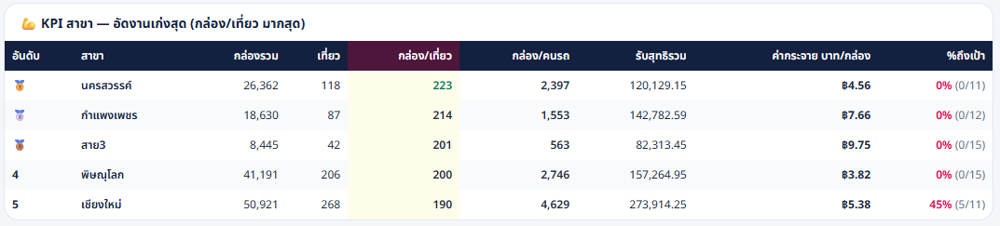 💪 KPI สาขา — อัดงานเก่งสุด (กล่อง/เที่ยว มากสุด)
อันดับ สาขา กล่องรวม เที่ยว กล่อง/เที่ยว กล่อง/คนรถ รับสุทธิรวม ค่ากระจาย บาท/กล่อง %ถึงเป้า
🥇 นครสวรรค์ 26,362 118 223 2,397 120,129.15 ฿4.56 0% (0/11)
🥈 กำแพงเพชร 18,630 87 214 1,553 142,782.59 ฿7.66 0% (0/12)
🥉 สาย3 8,445 42 201 563 82,313.45 ฿9.75 0% (0/15)
4 พิษณุโลก 41,191 206 200 2,746 157,264.95 ฿3.82 0% (0/15)
5 เชียงใหม่ 50,921 268 190 4,629 273,914.25 ฿5.38 45% (5/11)